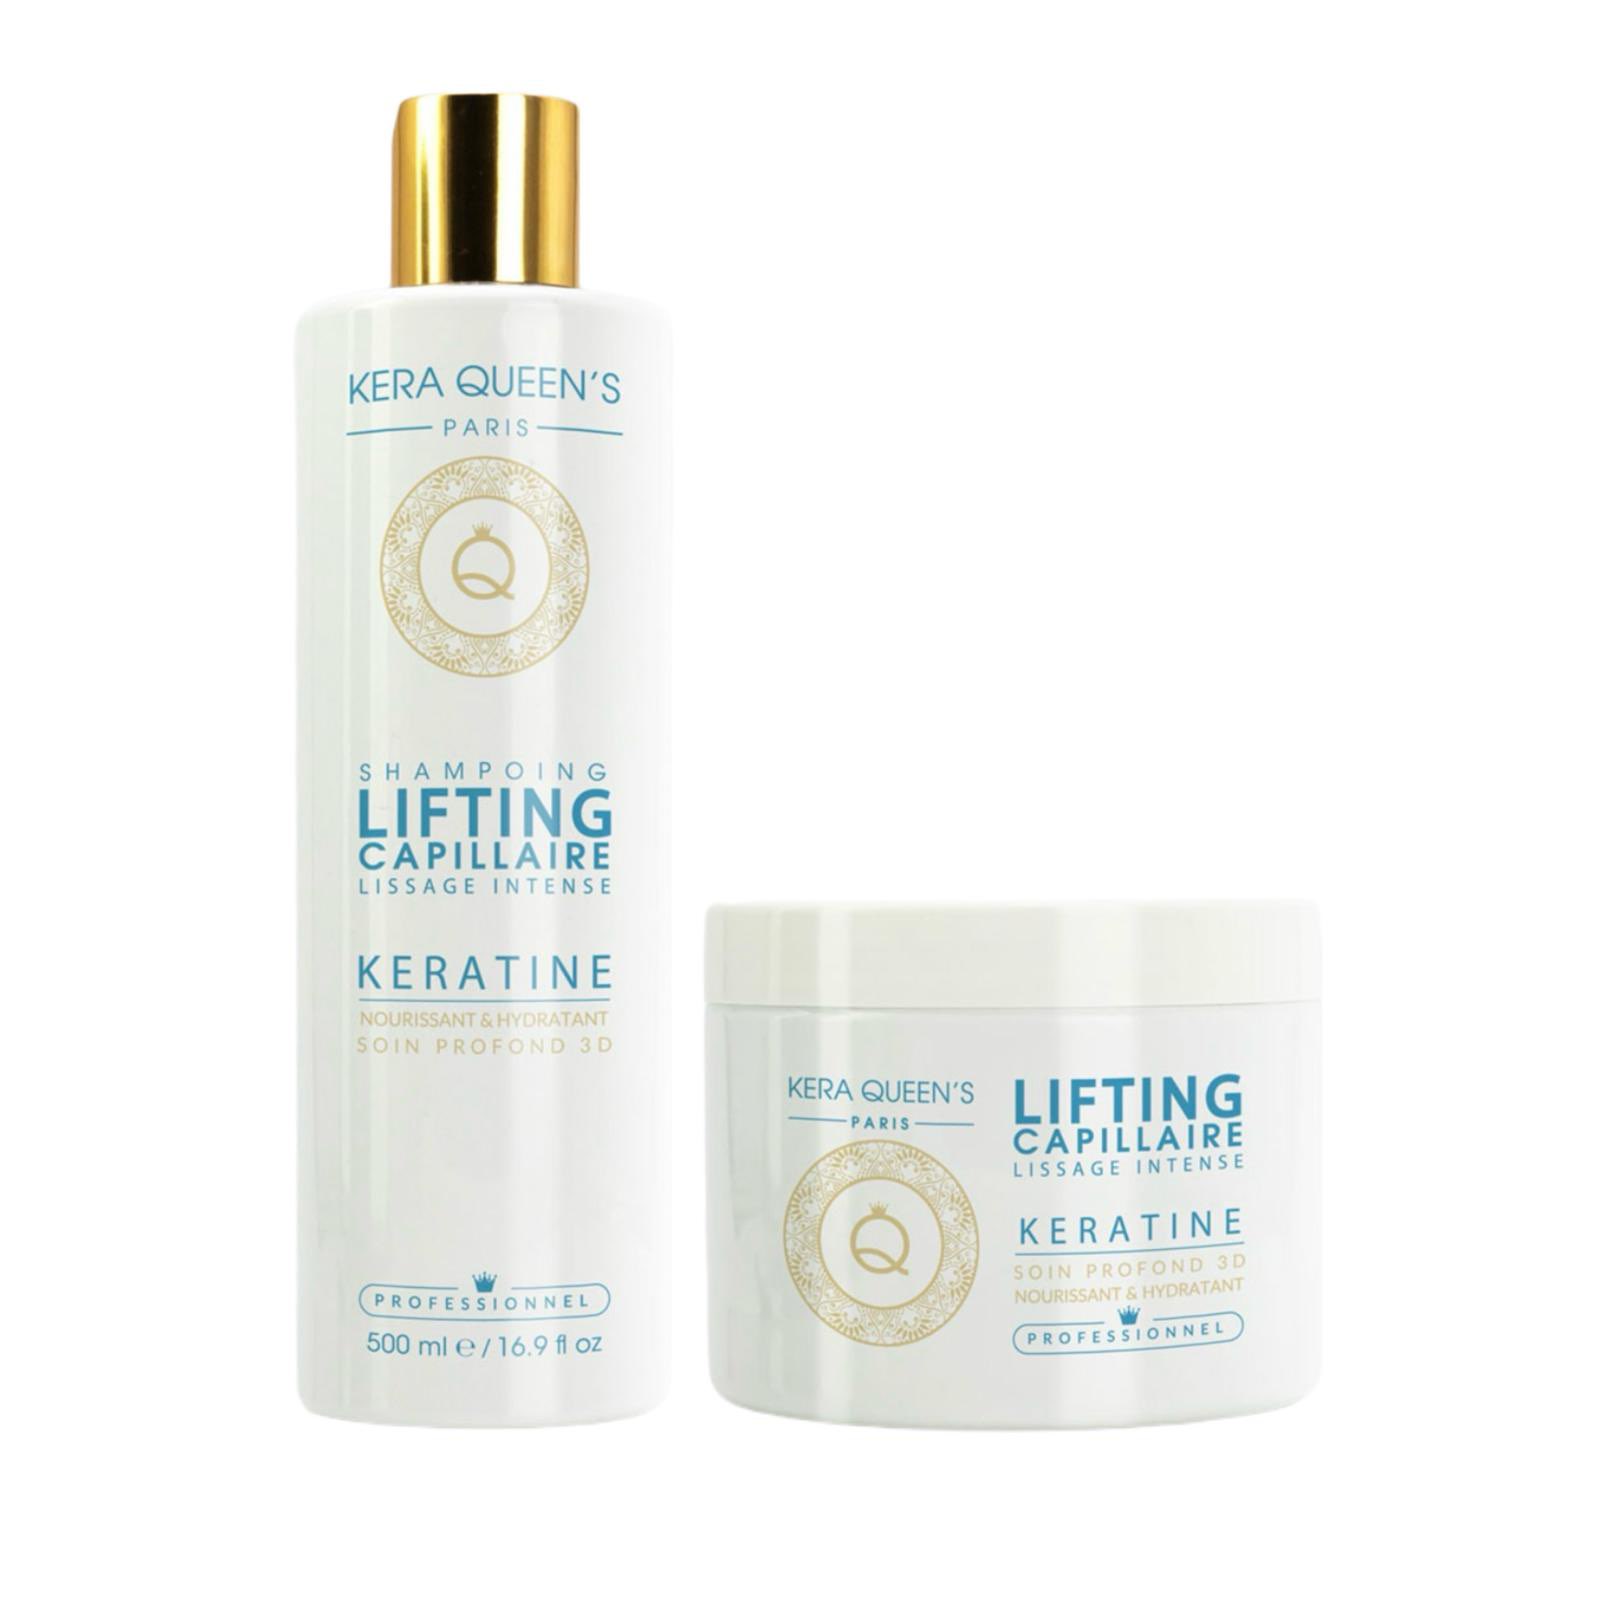 KERA QUEEN'S
PARIS
Q
SHAMPOING
LIFTING
CAPILLAIRE
LISSAGE INTENSE
KERATINE
NOURISSANT & HYDRATANT
SOIN PROFOND 3D
PROFESSIONNEL
500 ml ℮ / 16.9 fl oz
KERA QUEEN'S
PARIS
Q
LIFTING
CAPILLAIRE
LISSAGE INTENSE
KERATINE
SOIN PROFOND 3D
NOURISSANT & HYDRATANT
PROFESSIONNEL